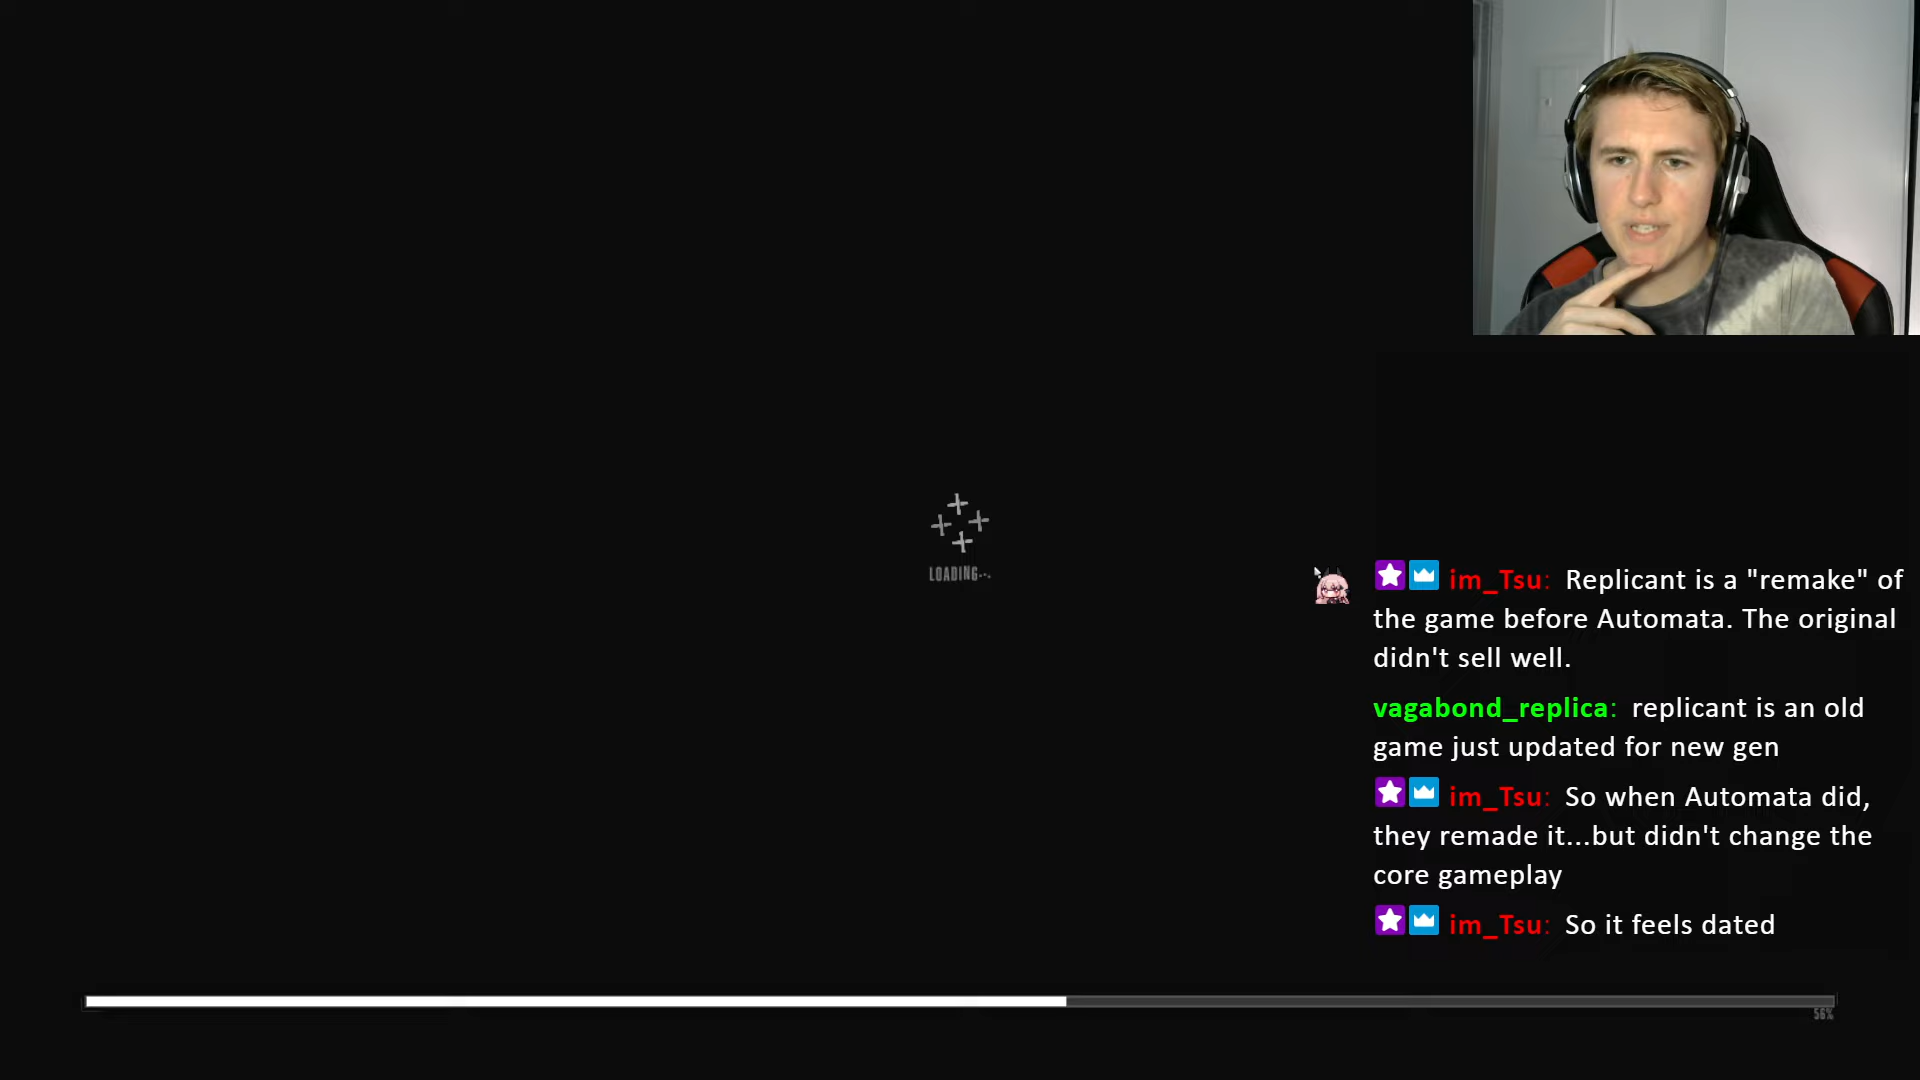 LOADING...
im_Tsu: Replicant is a "remake" of
the game before Automata. The original
didn't sell well.
vagabond_replica: replicant is an old
game just updated for new gen
im_Tsu: So when Automata did,
they remade it...but didn't change the
core gameplay
im_Tsu: So it feels dated
56%